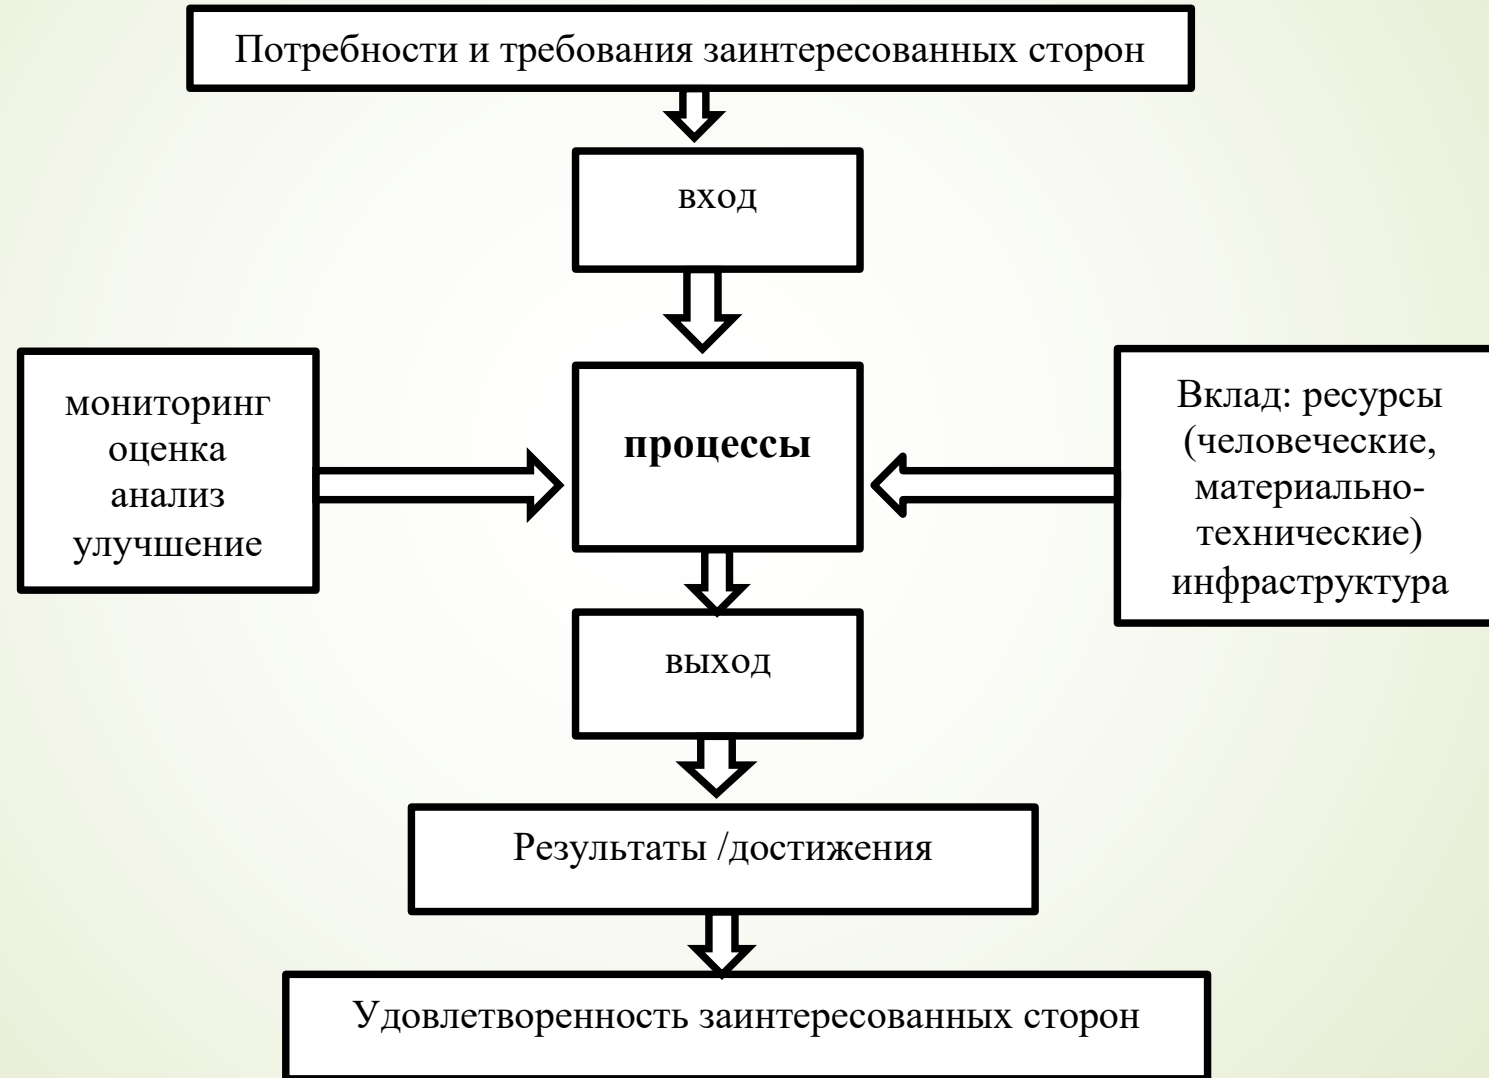 Потребности и требования заинтересованных сторон
вход
мониторинг
оценка
анализ
улучшение
процессы
Вклад: ресурсы
(человеческие,
материально-
технические)
инфраструктура
выход
Результаты /достижения
Удовлетворенность заинтересованных сторон